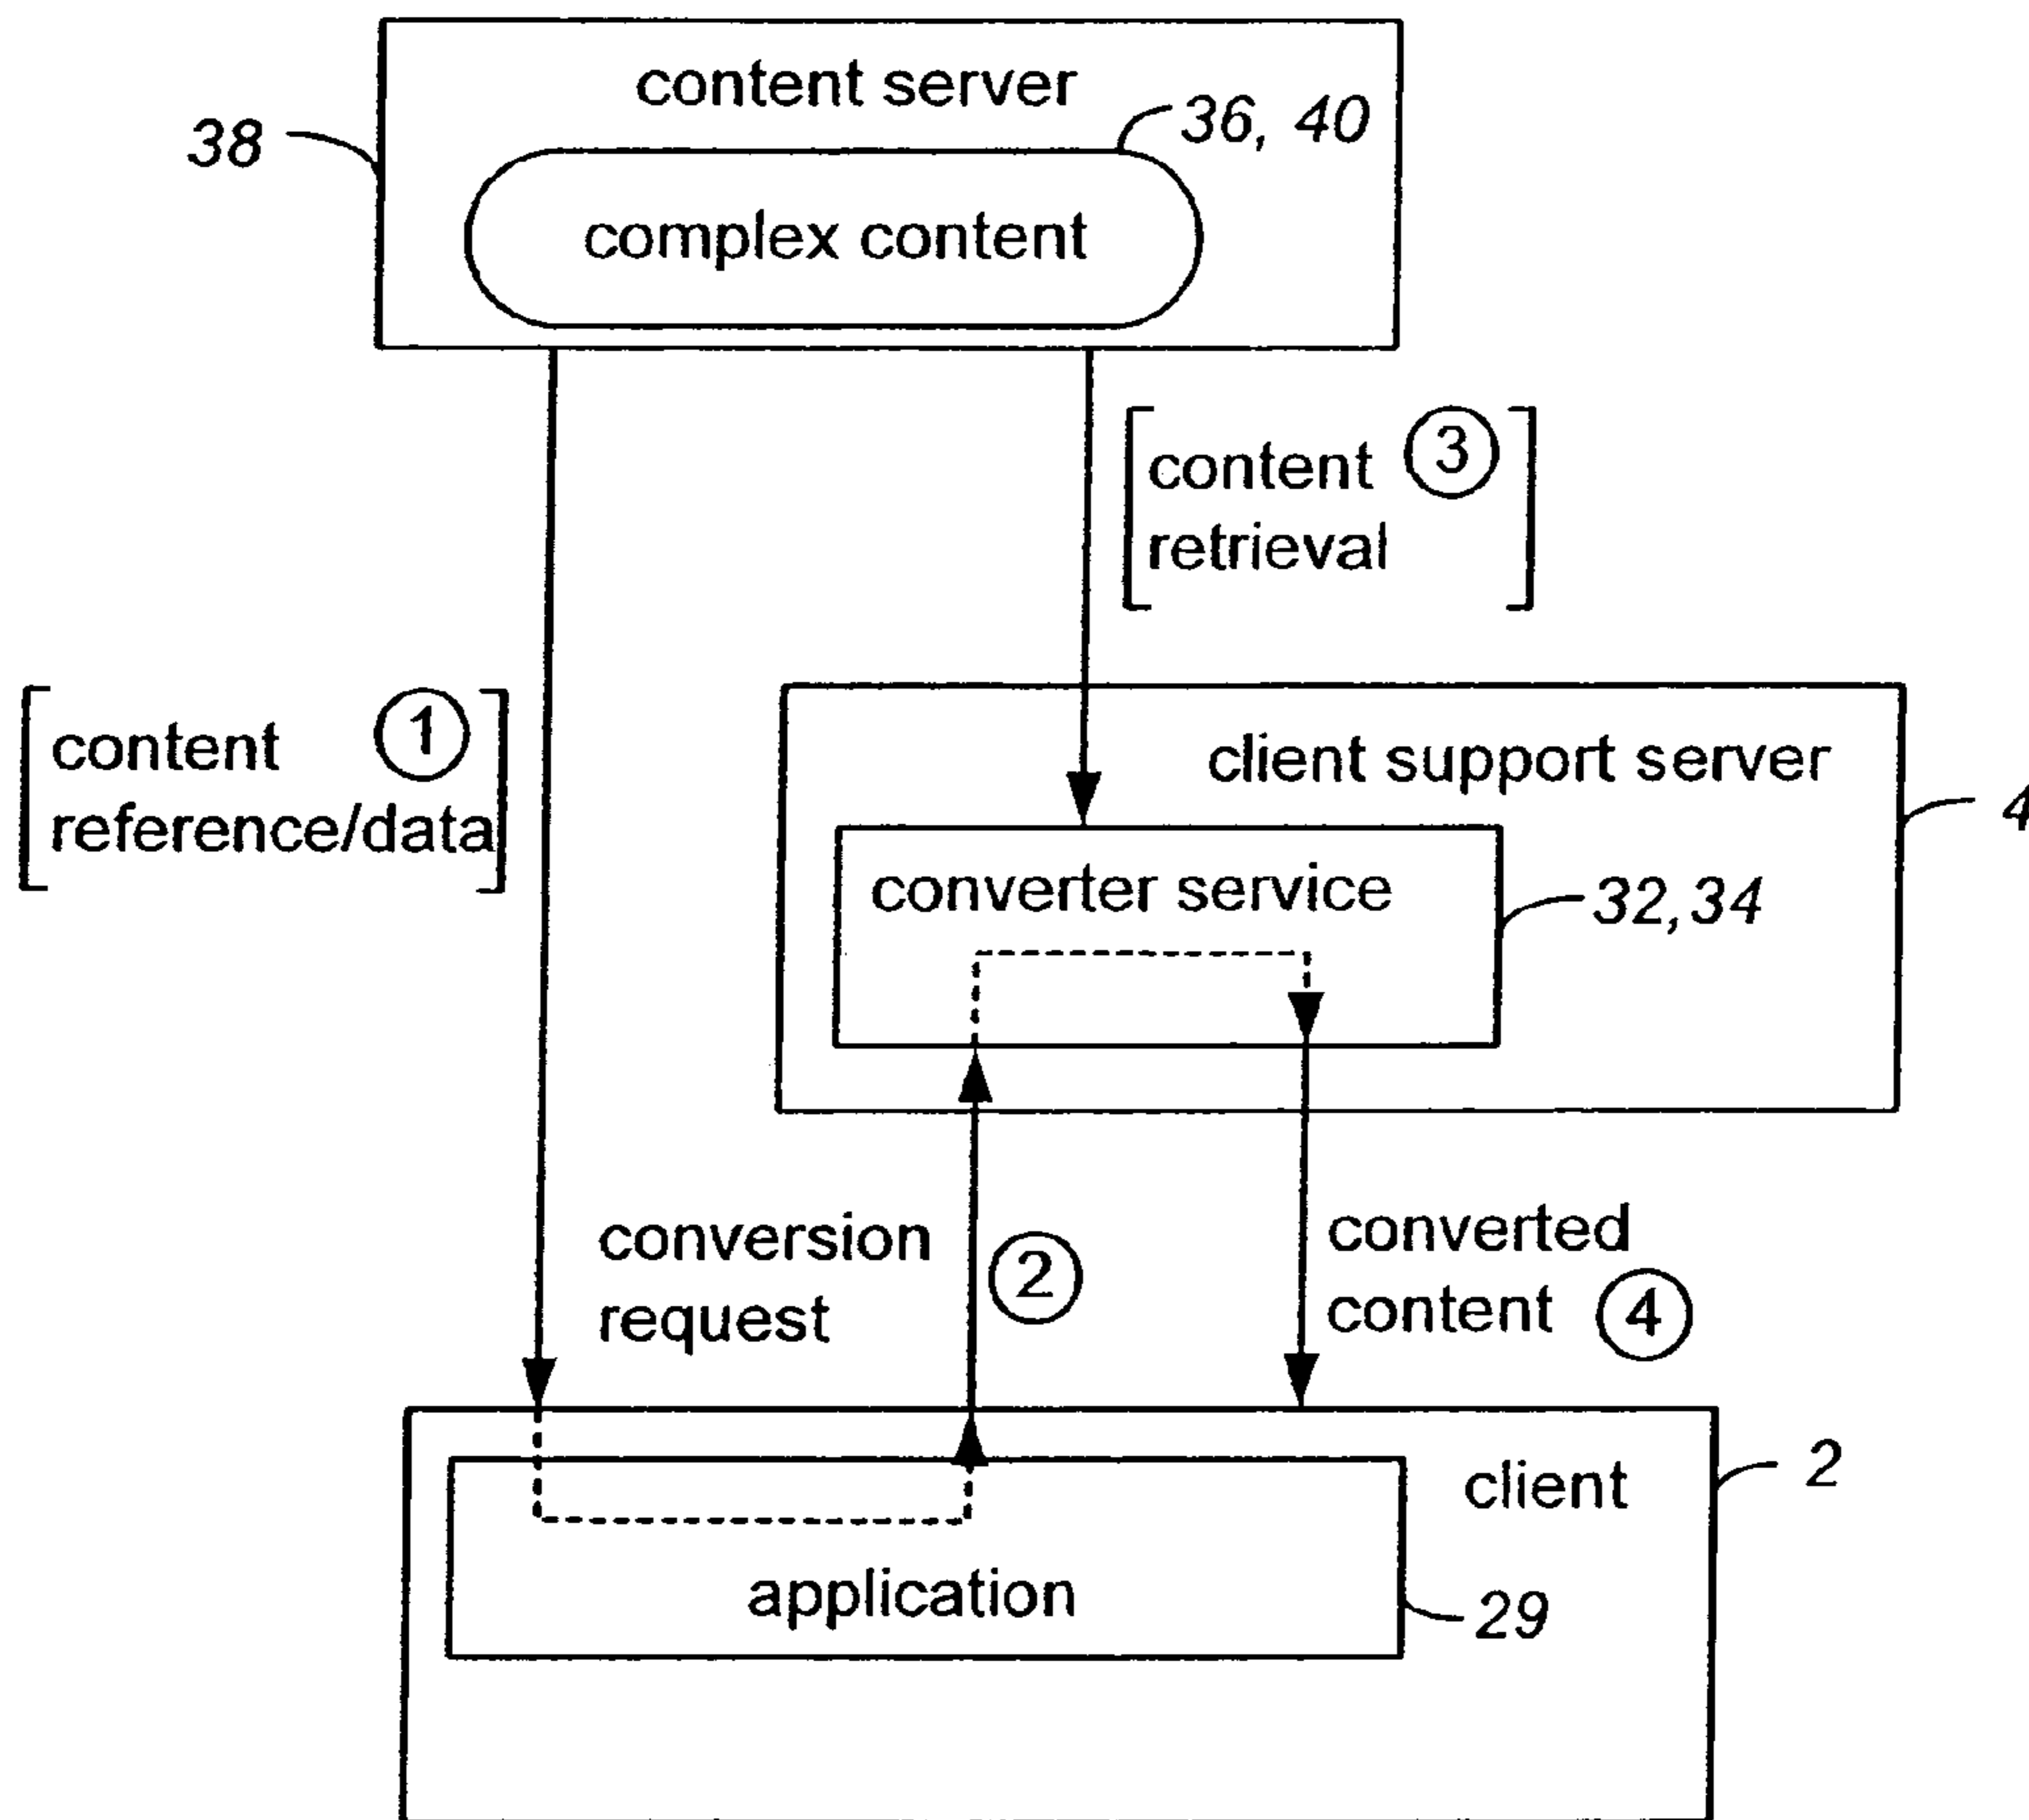 content server
36, 40
38
complex content
content ③
retrieval
content ①
reference/data
client support server
4
converter service
32,34
conversion
request
②
converted
content ④
client
2
application
29